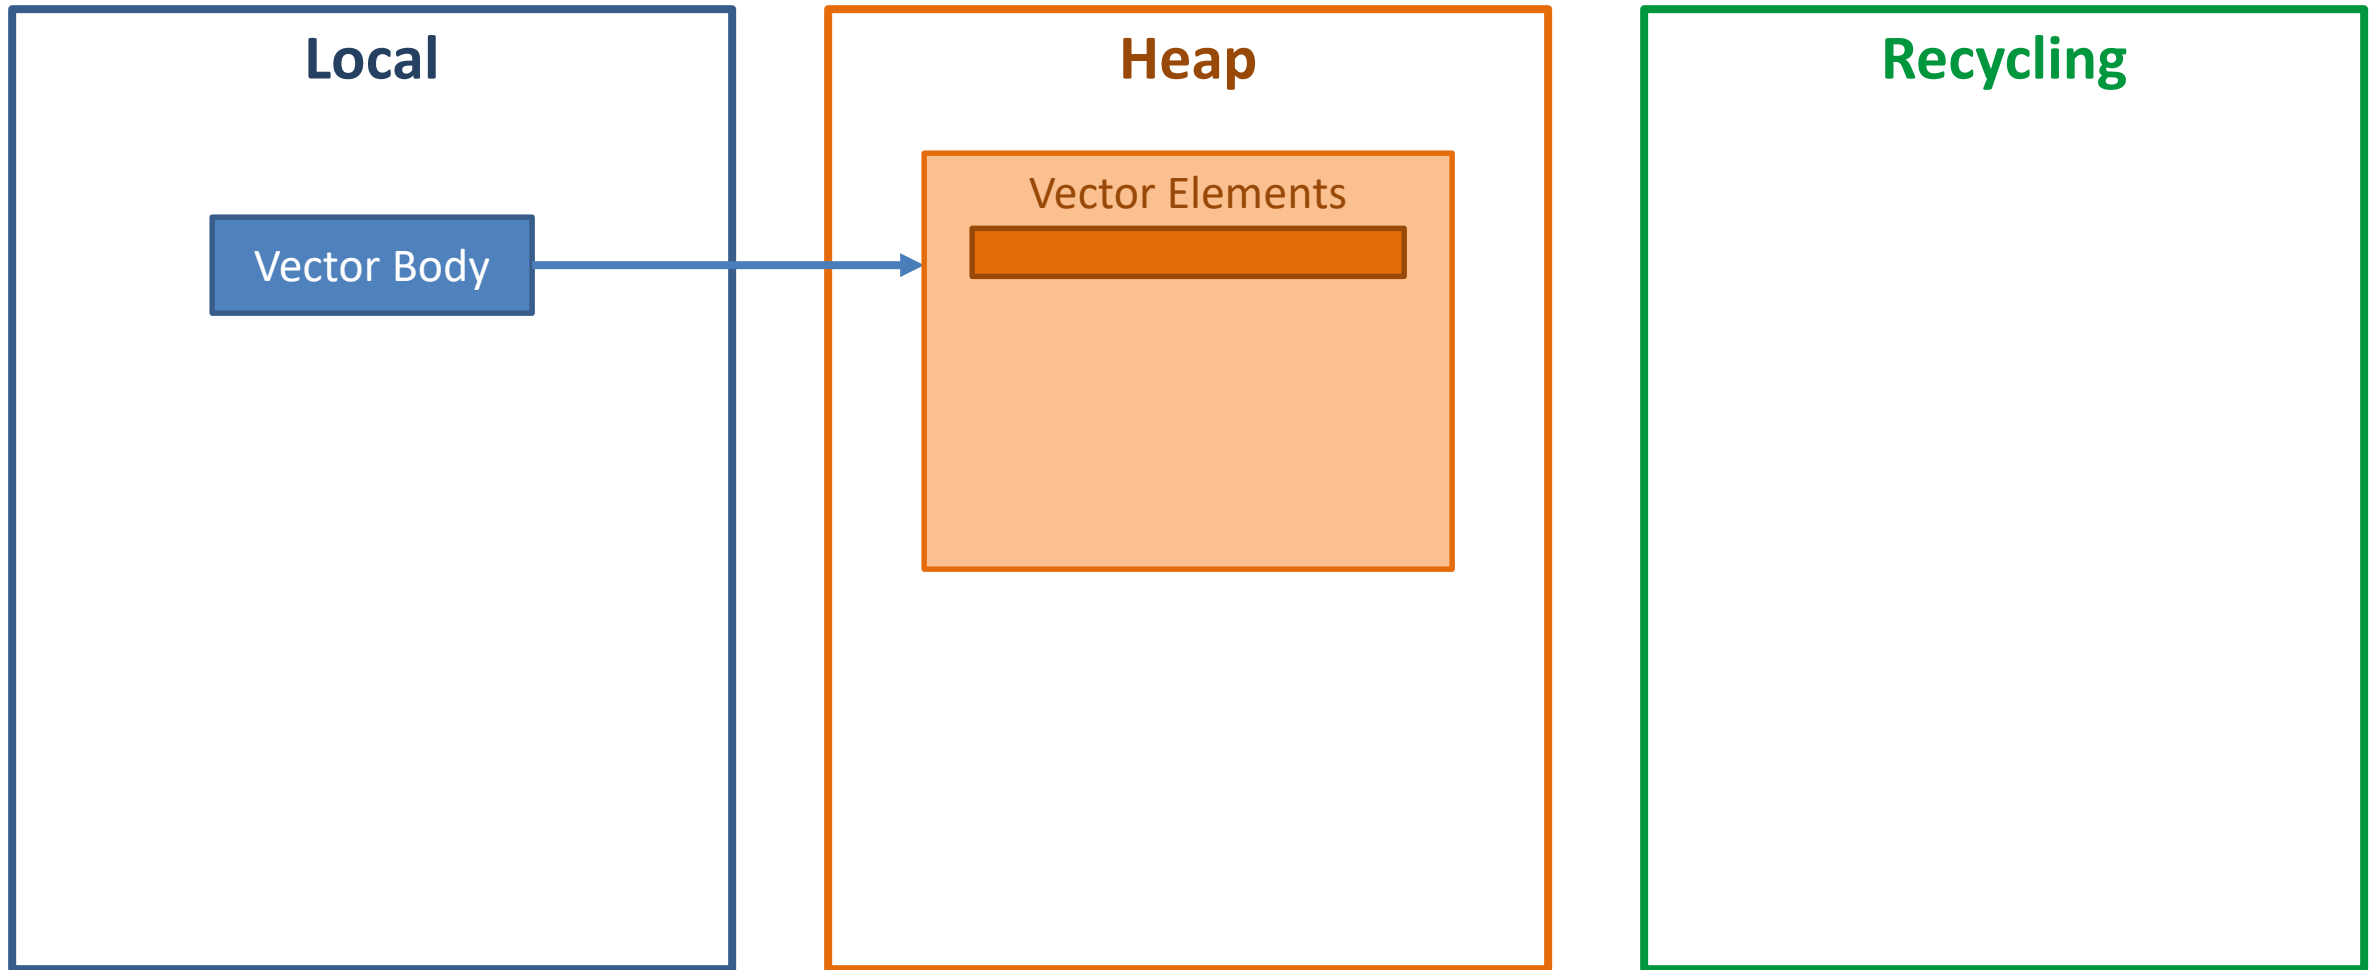 Local
Heap
Recycling
Vector Elements
Vector Body